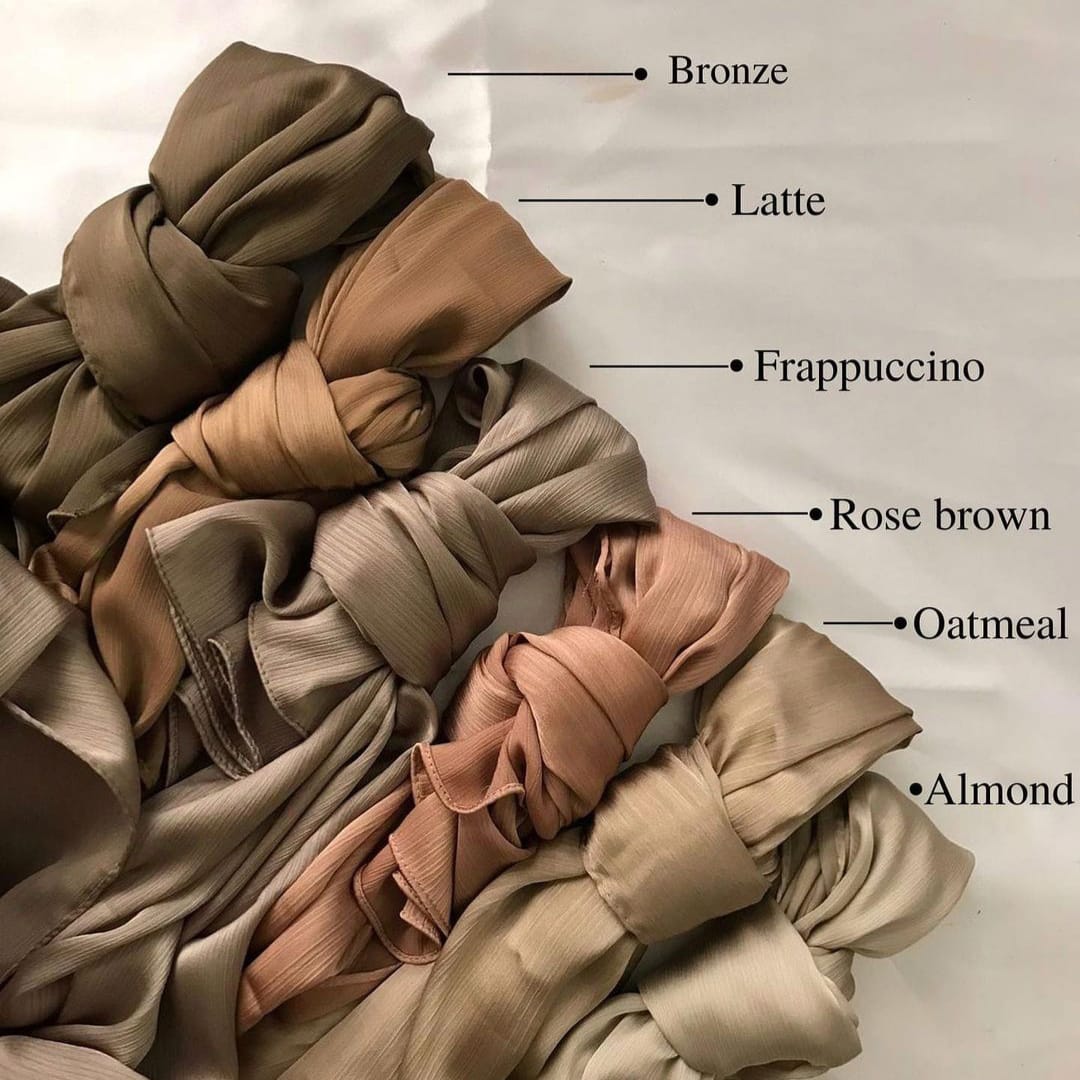 Bronze
Latte
Frappuccino
Rose brown
Oatmeal
Almond